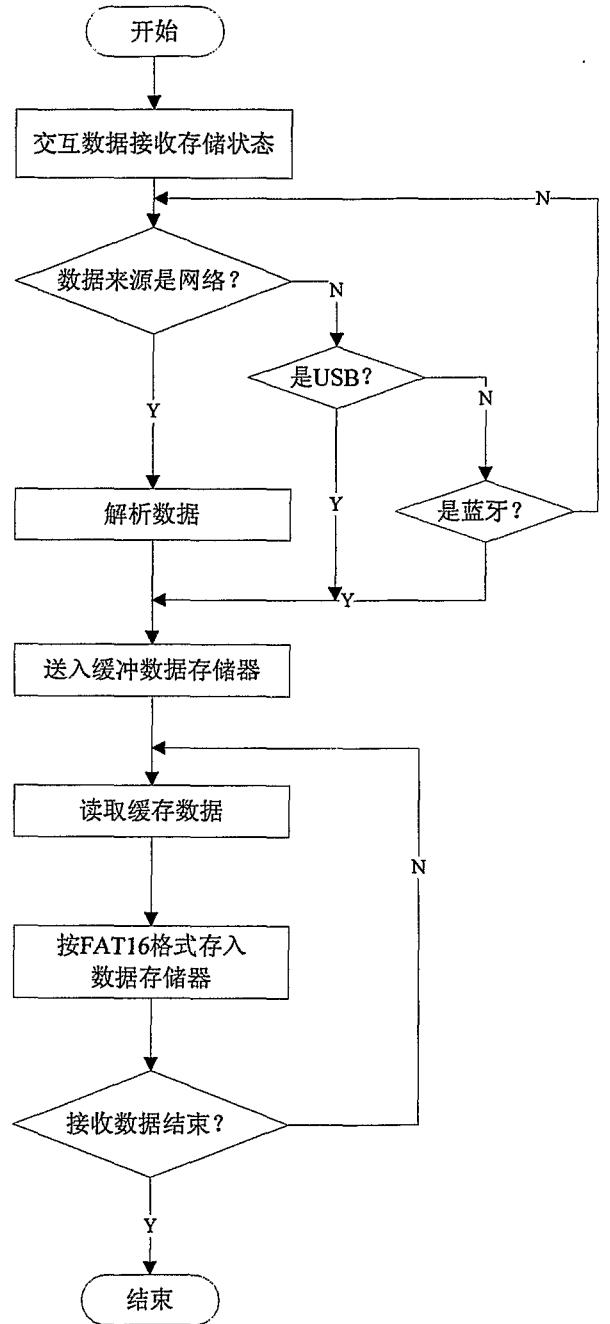 开始
交互数据接收存储状态
N
数据来源是网络？
N
是USB？
N
Y
Y
是蓝牙？
解析数据
Y
送入缓冲数据存储器
读取缓存数据
N
按FAT16格式存入
数据存储器
接收数据结束？
Y
结束